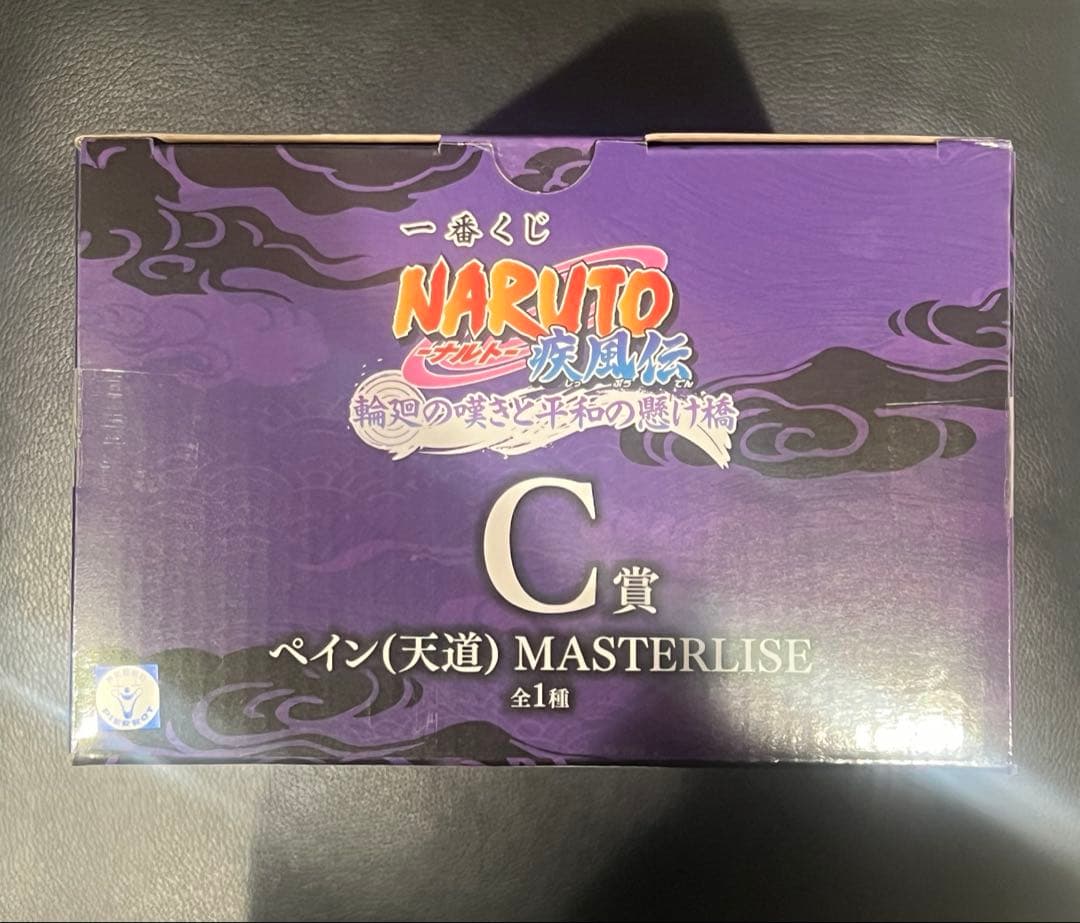 一番くじ
NARUTO
-ナルト-
疾風伝
しっ ぷう でん
輪廻の嘆きと平和の懸け橋
C賞
ペイン(天道) MASTERLISE
全1種
PIERROT